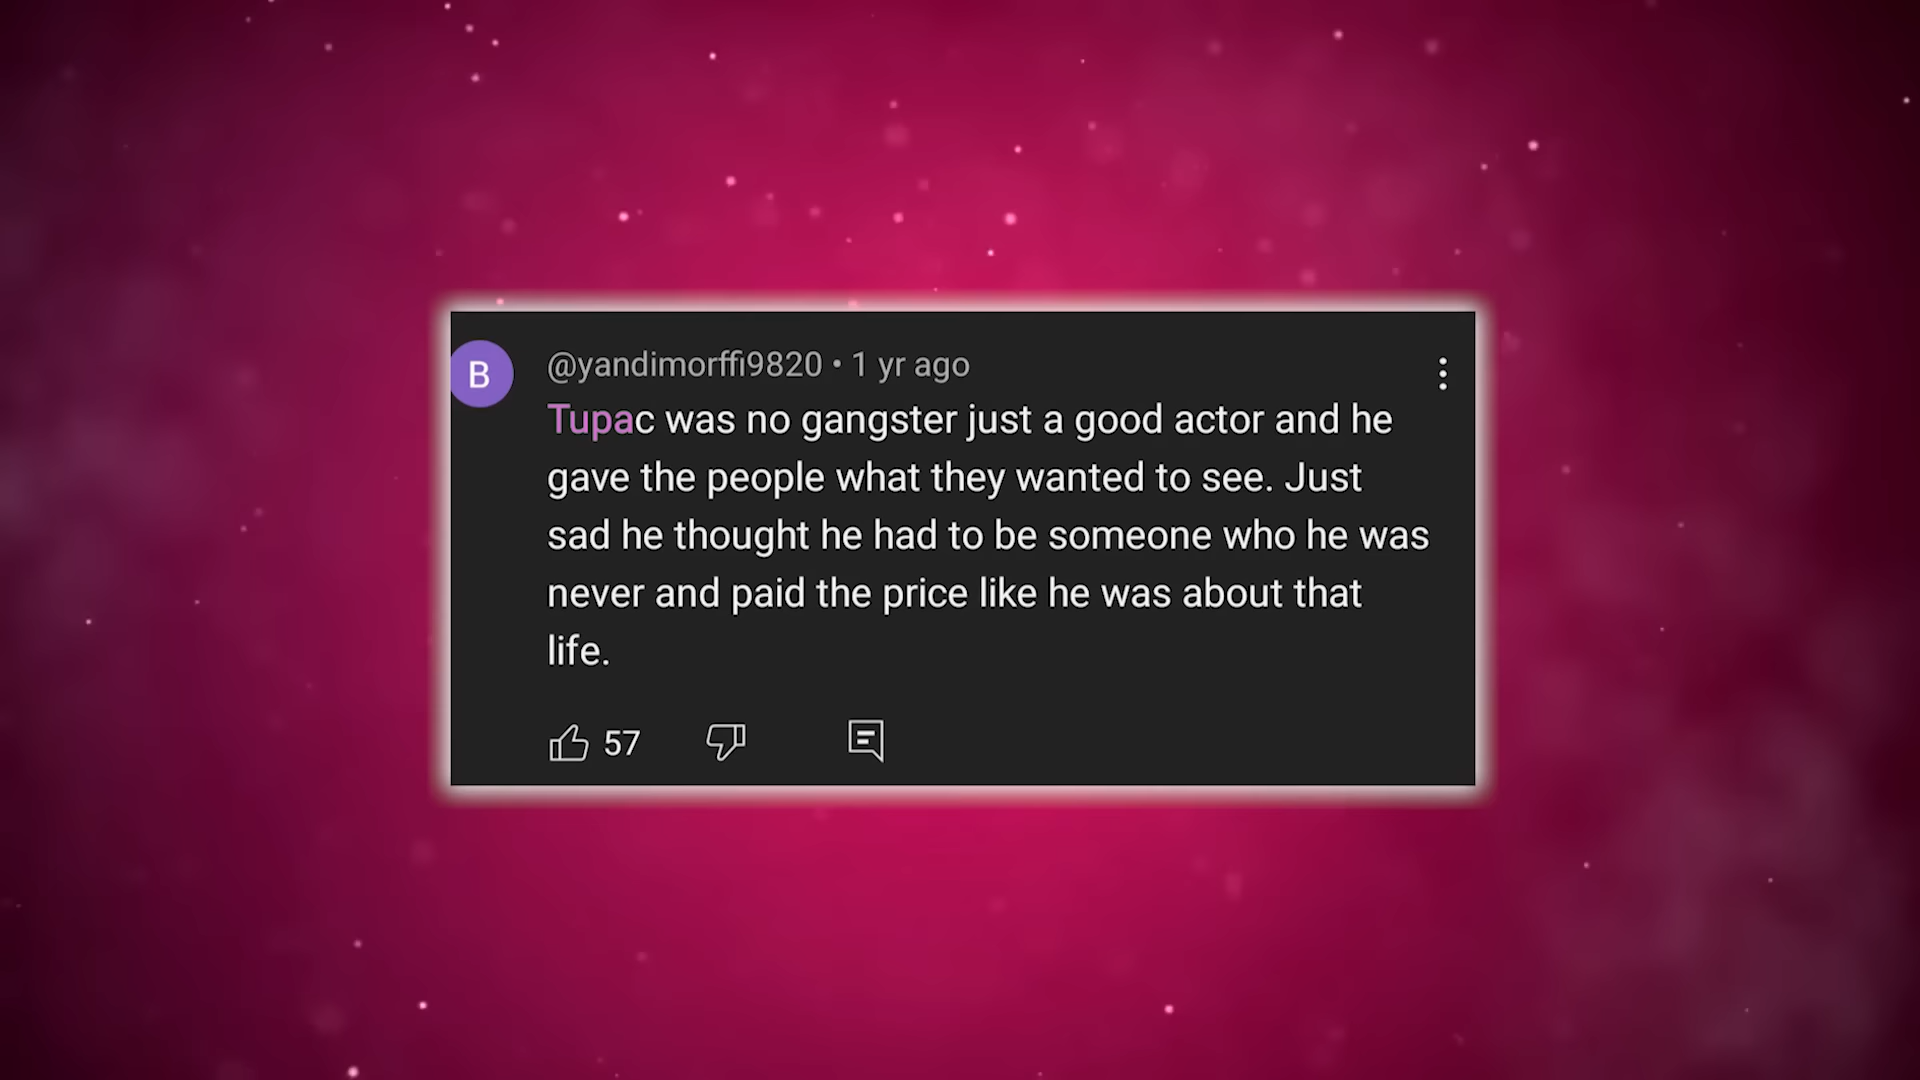 B
@yandimorffi9820 • 1 yr ago
Tupac was no gangster just a good actor and he
gave the people what they wanted to see. Just
sad he thought he had to be someone who he was
never and paid the price like he was about that
life.
57